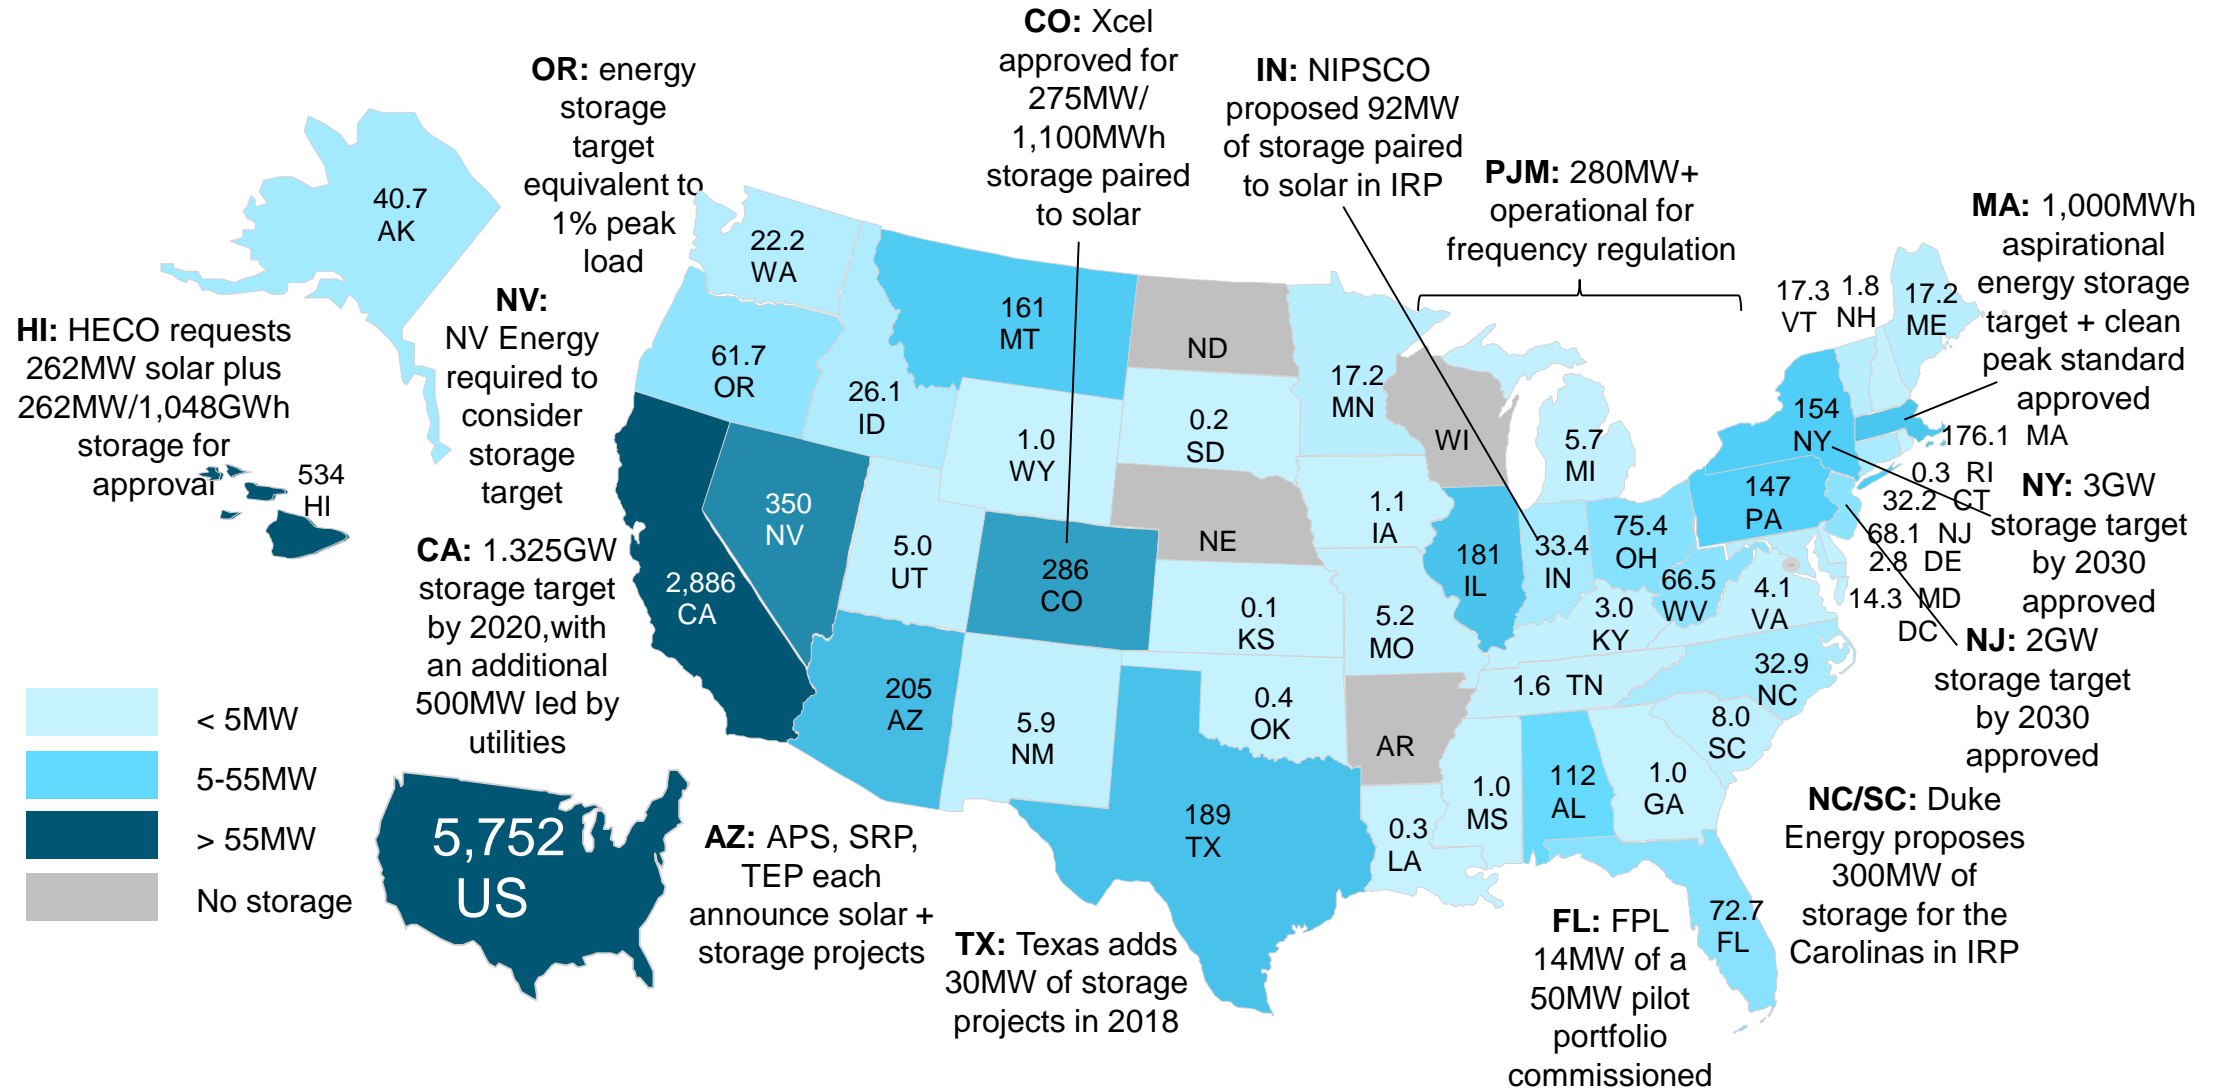 CO: Xcel
approved for
275MW/
1,100MWh
storage paired
to solar
OR: energy
storage
target
equivalent to
1% peak
load
IN: NIPSCO
proposed 92MW
of storage paired
to solar in IRP
PJM: 280MW+
operational for
frequency regulation
MA: 1,000MWh
aspirational
energy storage
target + clean
peak standard
approved
HI: HECO requests
262MW solar plus
262MW/1,048GWh
storage for
approval
NV:
NV Energy
required to
consider
storage
target
CA: 1.325GW
storage target
by 2020,with
an additional
500MW led by
utilities
40.7
AK
534
HI
22.2
WA
61.7
OR
26.1
ID
161
MT
ND
17.2
MN
0.2
SD
1.0
WY
WI
5.7
MI
17.3
VT
1.8
NH
17.2
ME
154
NY
176.1 MA
0.3 RI
32.2 CT
68.1 NJ
2.8 DE
14.3 MD
DC
147
PA
350
NV
2,886
CA
5.0
UT
286
CO
NE
1.1
IA
181
IL
33.4
IN
75.4
OH
66.5
WV
4.1
VA
3.0
KY
0.1
KS
5.2
MO
205
AZ
5.9
NM
0.4
OK
AR
1.6 TN
32.9
NC
8.0
SC
189
TX
0.3
LA
1.0
MS
112
AL
1.0
GA
72.7
FL
NY: 3GW
storage target
by 2030
approved
NJ: 2GW
storage target
by 2030
approved
NC/SC: Duke
Energy proposes
300MW of
storage for the
Carolinas in IRP
FL: FPL
14MW of a
50MW pilot
portfolio
commissioned
TX: Texas adds
30MW of storage
projects in 2018
AZ: APS, SRP,
TEP each
announce solar +
storage projects
5,752
US
< 5MW
5-55MW
> 55MW
No storage